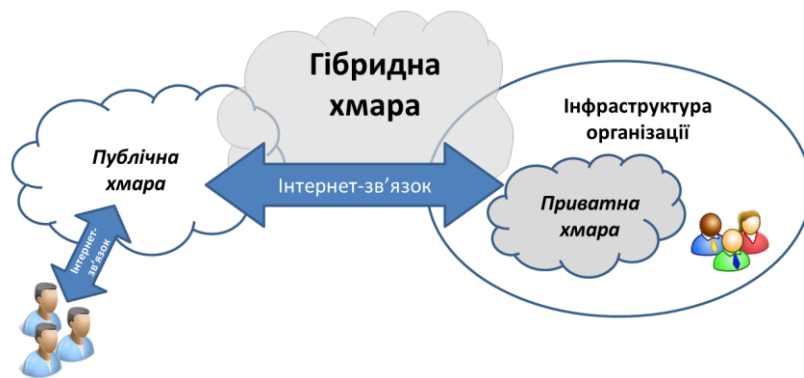 Гібридна
хмара
Інфраструктура
організації
Публічна
хмара
Інтернет-зв’язок
Приватна
хмара
Інтернет-
зв’язок